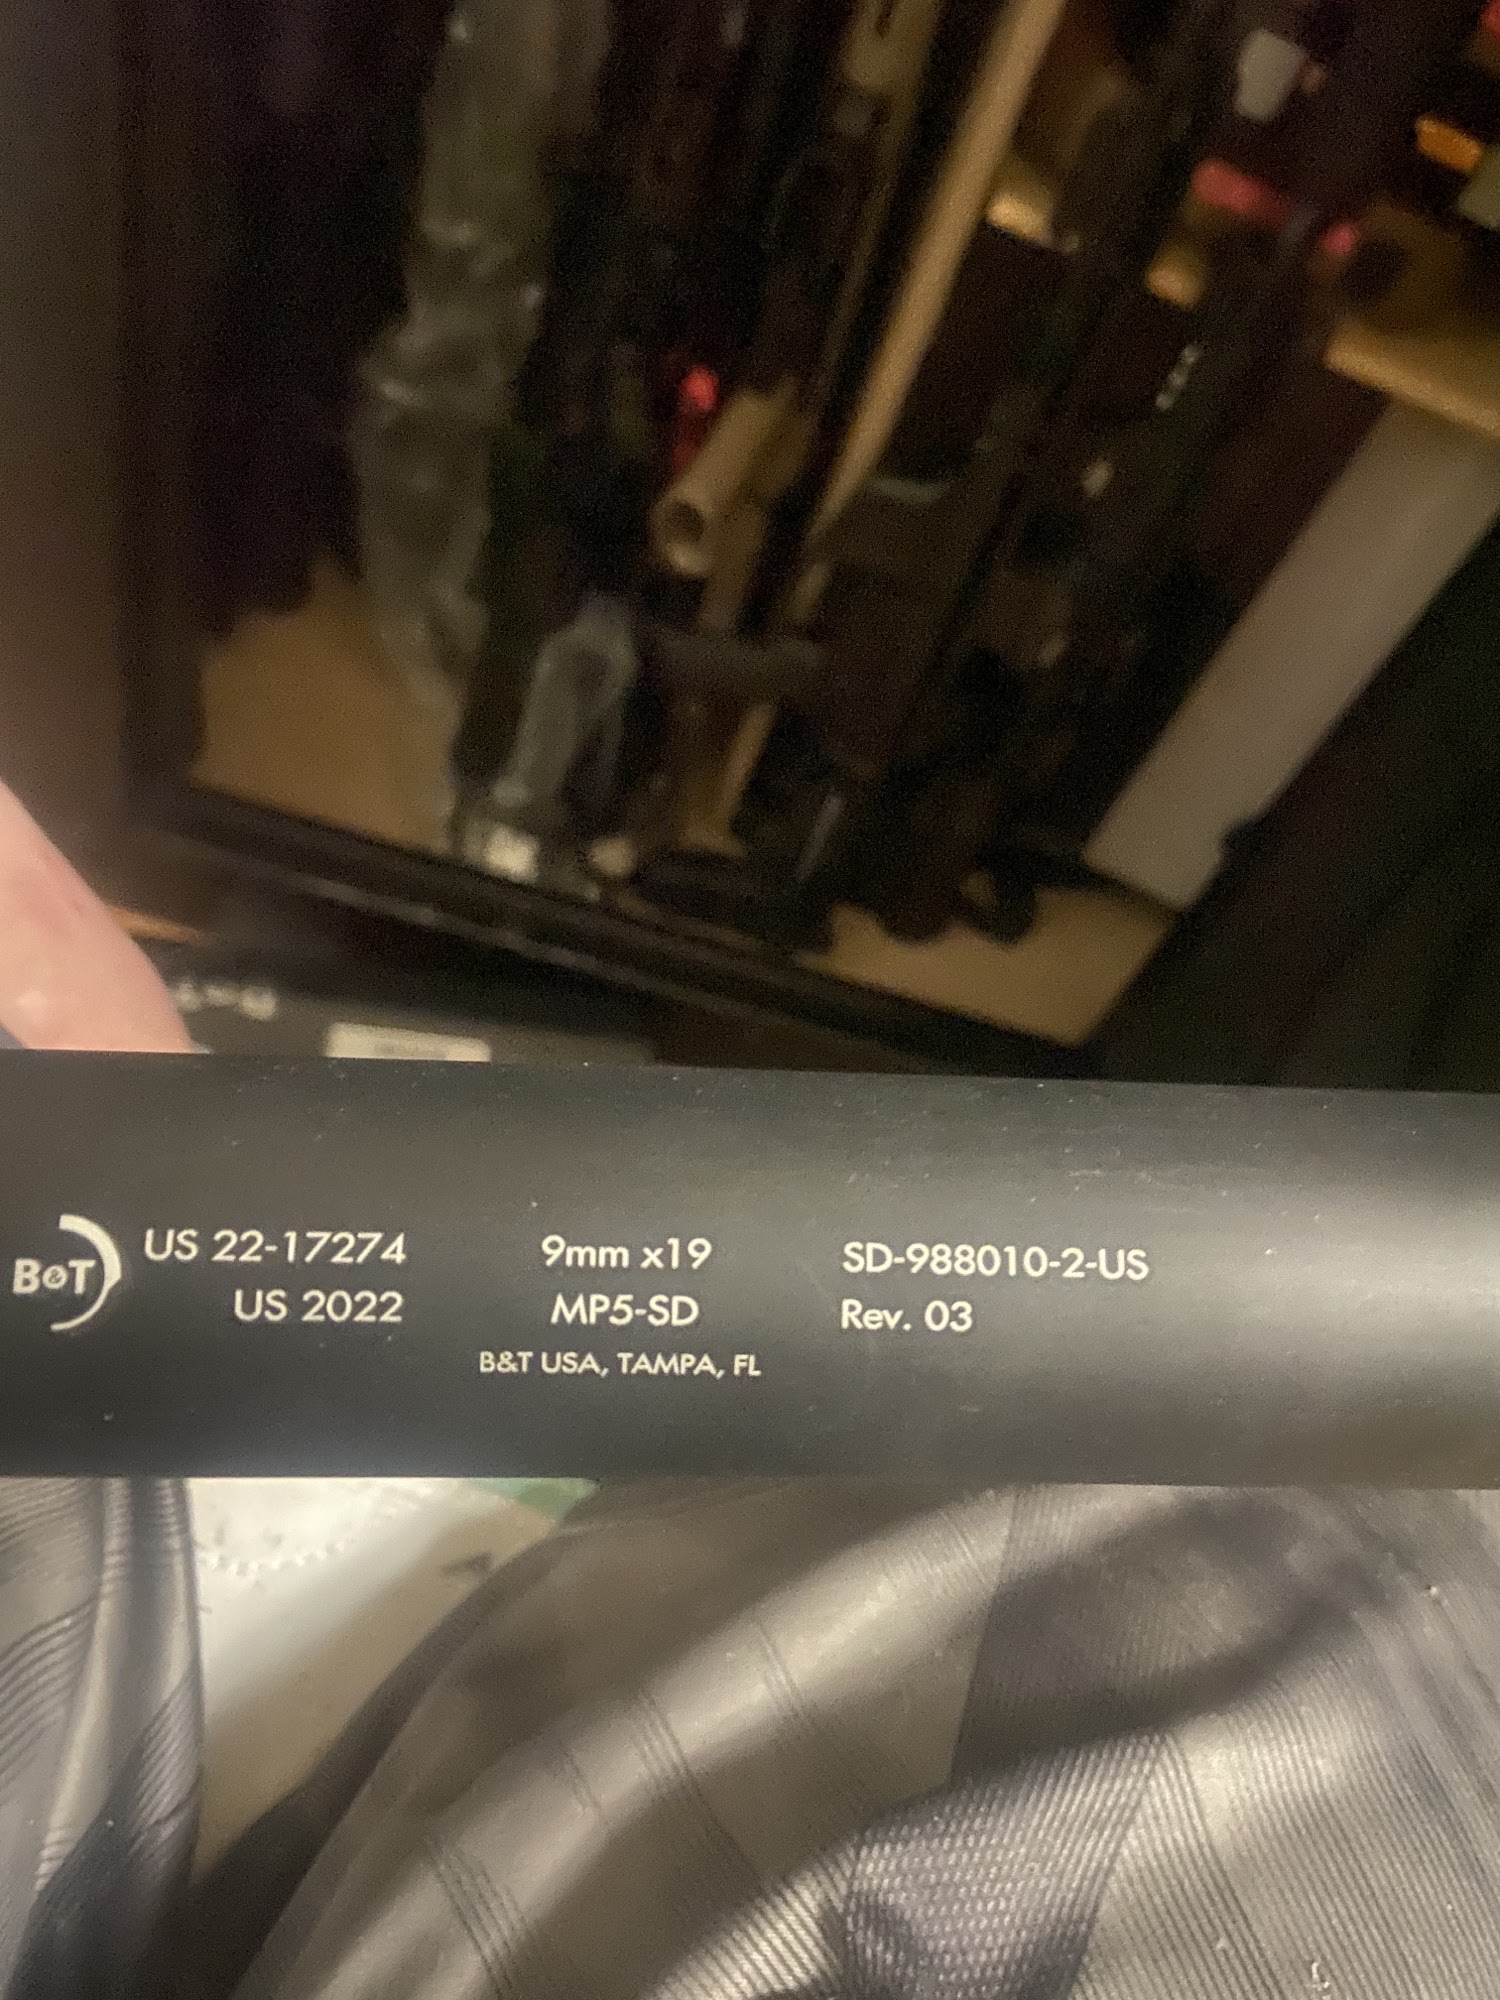 B&T
US 22-17274
US 2022
9mm x19
MP5-SD
B&T USA, TAMPA, FL
SD-988010-2-US
Rev. 03